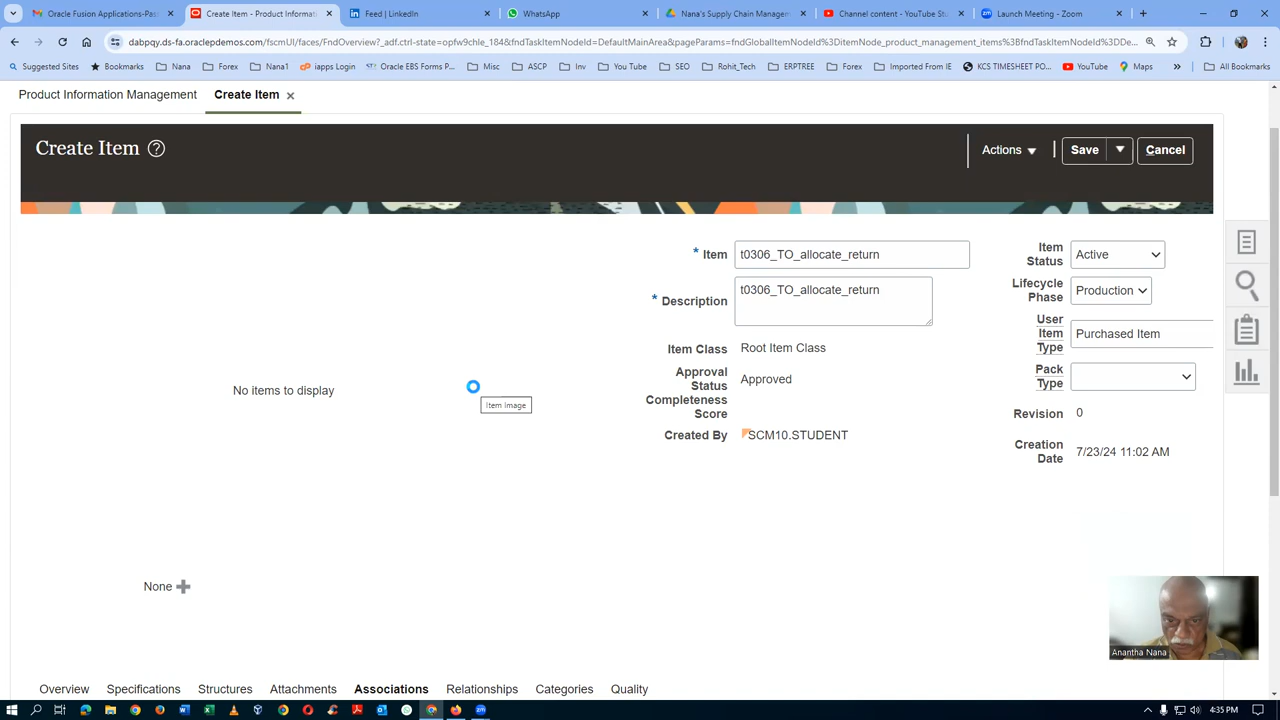 Oracle Fusion Applications-Pas
Create Item - Product Informati
Feed | LinkedIn
WhatsApp
Nana's Supply Chain Managem
Channel content - YouTube Stu
Launch Meeting - Zoom
dabpqy.ds-fa.oraclepdemos.com/fscmUI/faces/FndOverview?_adf.ctrl-state=opfw9chle_184&fndTaskItemNodeId=DefaultMainArea&pageParams=fndGlobalItemNodeId%3DitemNode_product_management_items%3BfndTaskItemNodeId%3DDe...
Suggested Sites Bookmarks Nana Forex Nana1 iapps Login Oracle EBS Forms P... Misc ASCP Inv You Tube SEO Rohit_Tech ERPTREE Forex Imported From IE KCS TIMESHEET PO... YouTube Maps » All Bookmarks
Product Information Management Create Item
Create Item Actions Save Cancel
* Item t0306_TO_allocate_return
* Description t0306_TO_allocate_return
Item Class Root Item Class
Approval Status Approved
Completeness Score
Created By SCM10.STUDENT
Item Status Active
Lifecycle Phase Production
User Item Type Purchased Item
Pack Type
Revision 0
Creation Date 7/23/24 11:02 AM
No items to display
Item Image
None
Anantha Nana
Overview Specifications Structures Attachments Associations Relationships Categories Quality
4:35 PM